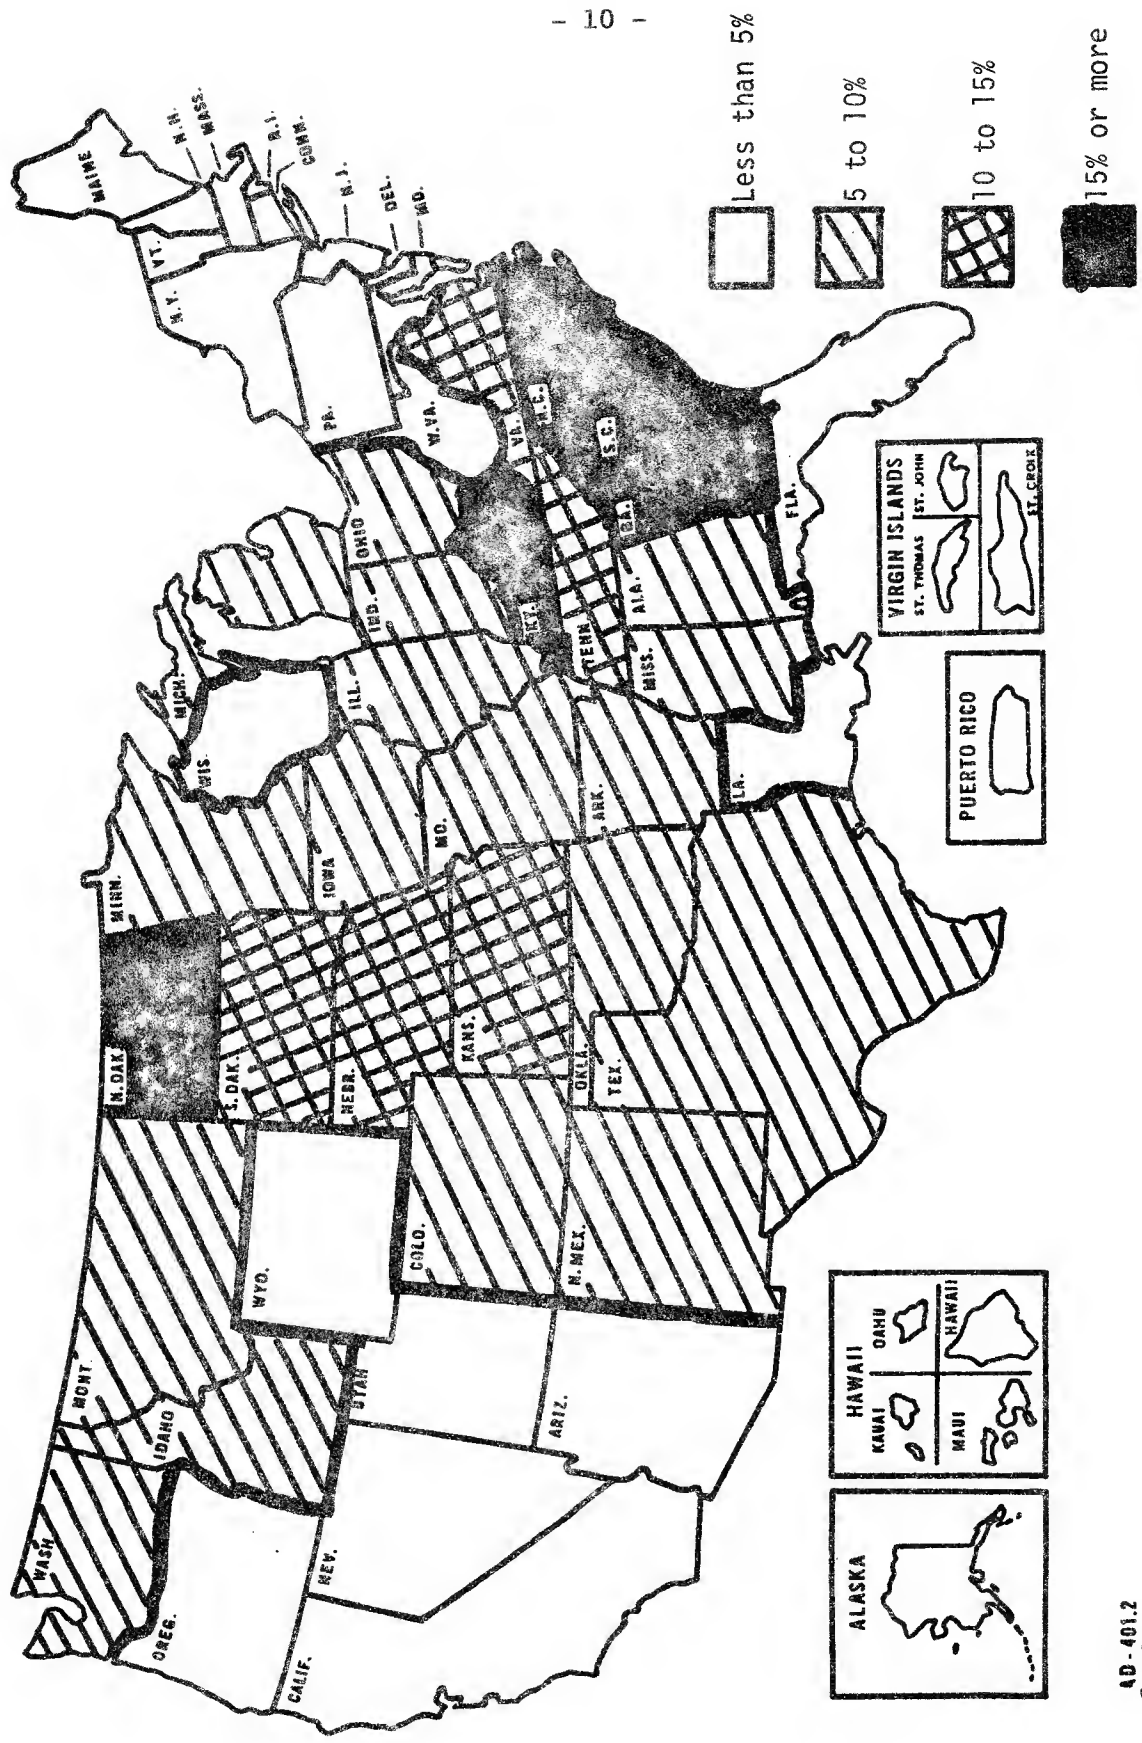 - 10 -
WASH
OREG.
CALIF.
NEV.
IDAHO
MONT.
WYO.
UTAH
ARIZ.
COLO.
N. MEX.
N. DAK
S. DAK.
NEBR.
KANS.
OKLA.
TEX.
MINN.
IOWA
MO.
ARK.
LA.
WIS.
MICH.
ILL.
IND.
OHIO
KY.
TENN
MISS.
ALA.
GA.
FLA.
S.C.
N.C.
VA.
W.VA.
PA.
N.Y.
VT.
MAINE
N.H.
MASS.
R.I.
CONN.
N.J.
DEL.
MD.
ALASKA
HAWAII
KAUAI
OAHU
MAUI
HAWAII
PUERTO RICO
VIRGIN ISLANDS
ST. THOMAS
ST. JOHN
ST. CROIX
Less than 5%
5 to 10%
10 to 15%
15% or more
AD-401.2